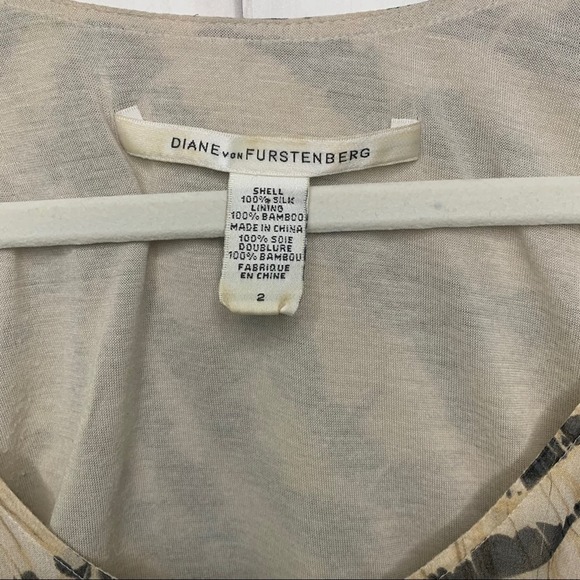 DIANE VON FURSTENBERG
SHELL
100% SILK
LINING
100% BAMBOO
MADE IN CHINA
100% SOIE
DOUBLURE
100% BAMBOU
FABRIQUE
EN CHINE
2